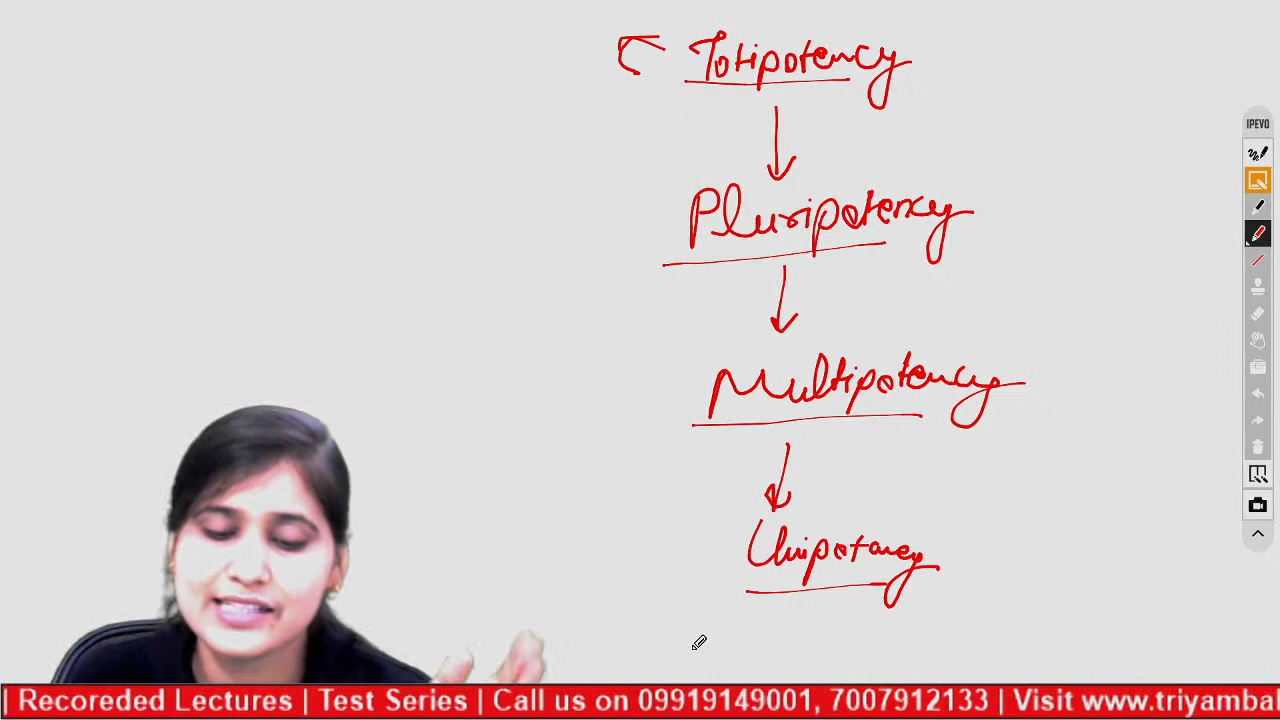 Totipotency
IPEVO
Pluripotency
Multipotency
Unipotency
| Recoreded Lectures | Test Series | Call us on 09919149001, 7007912133 | Visit www.triyambal